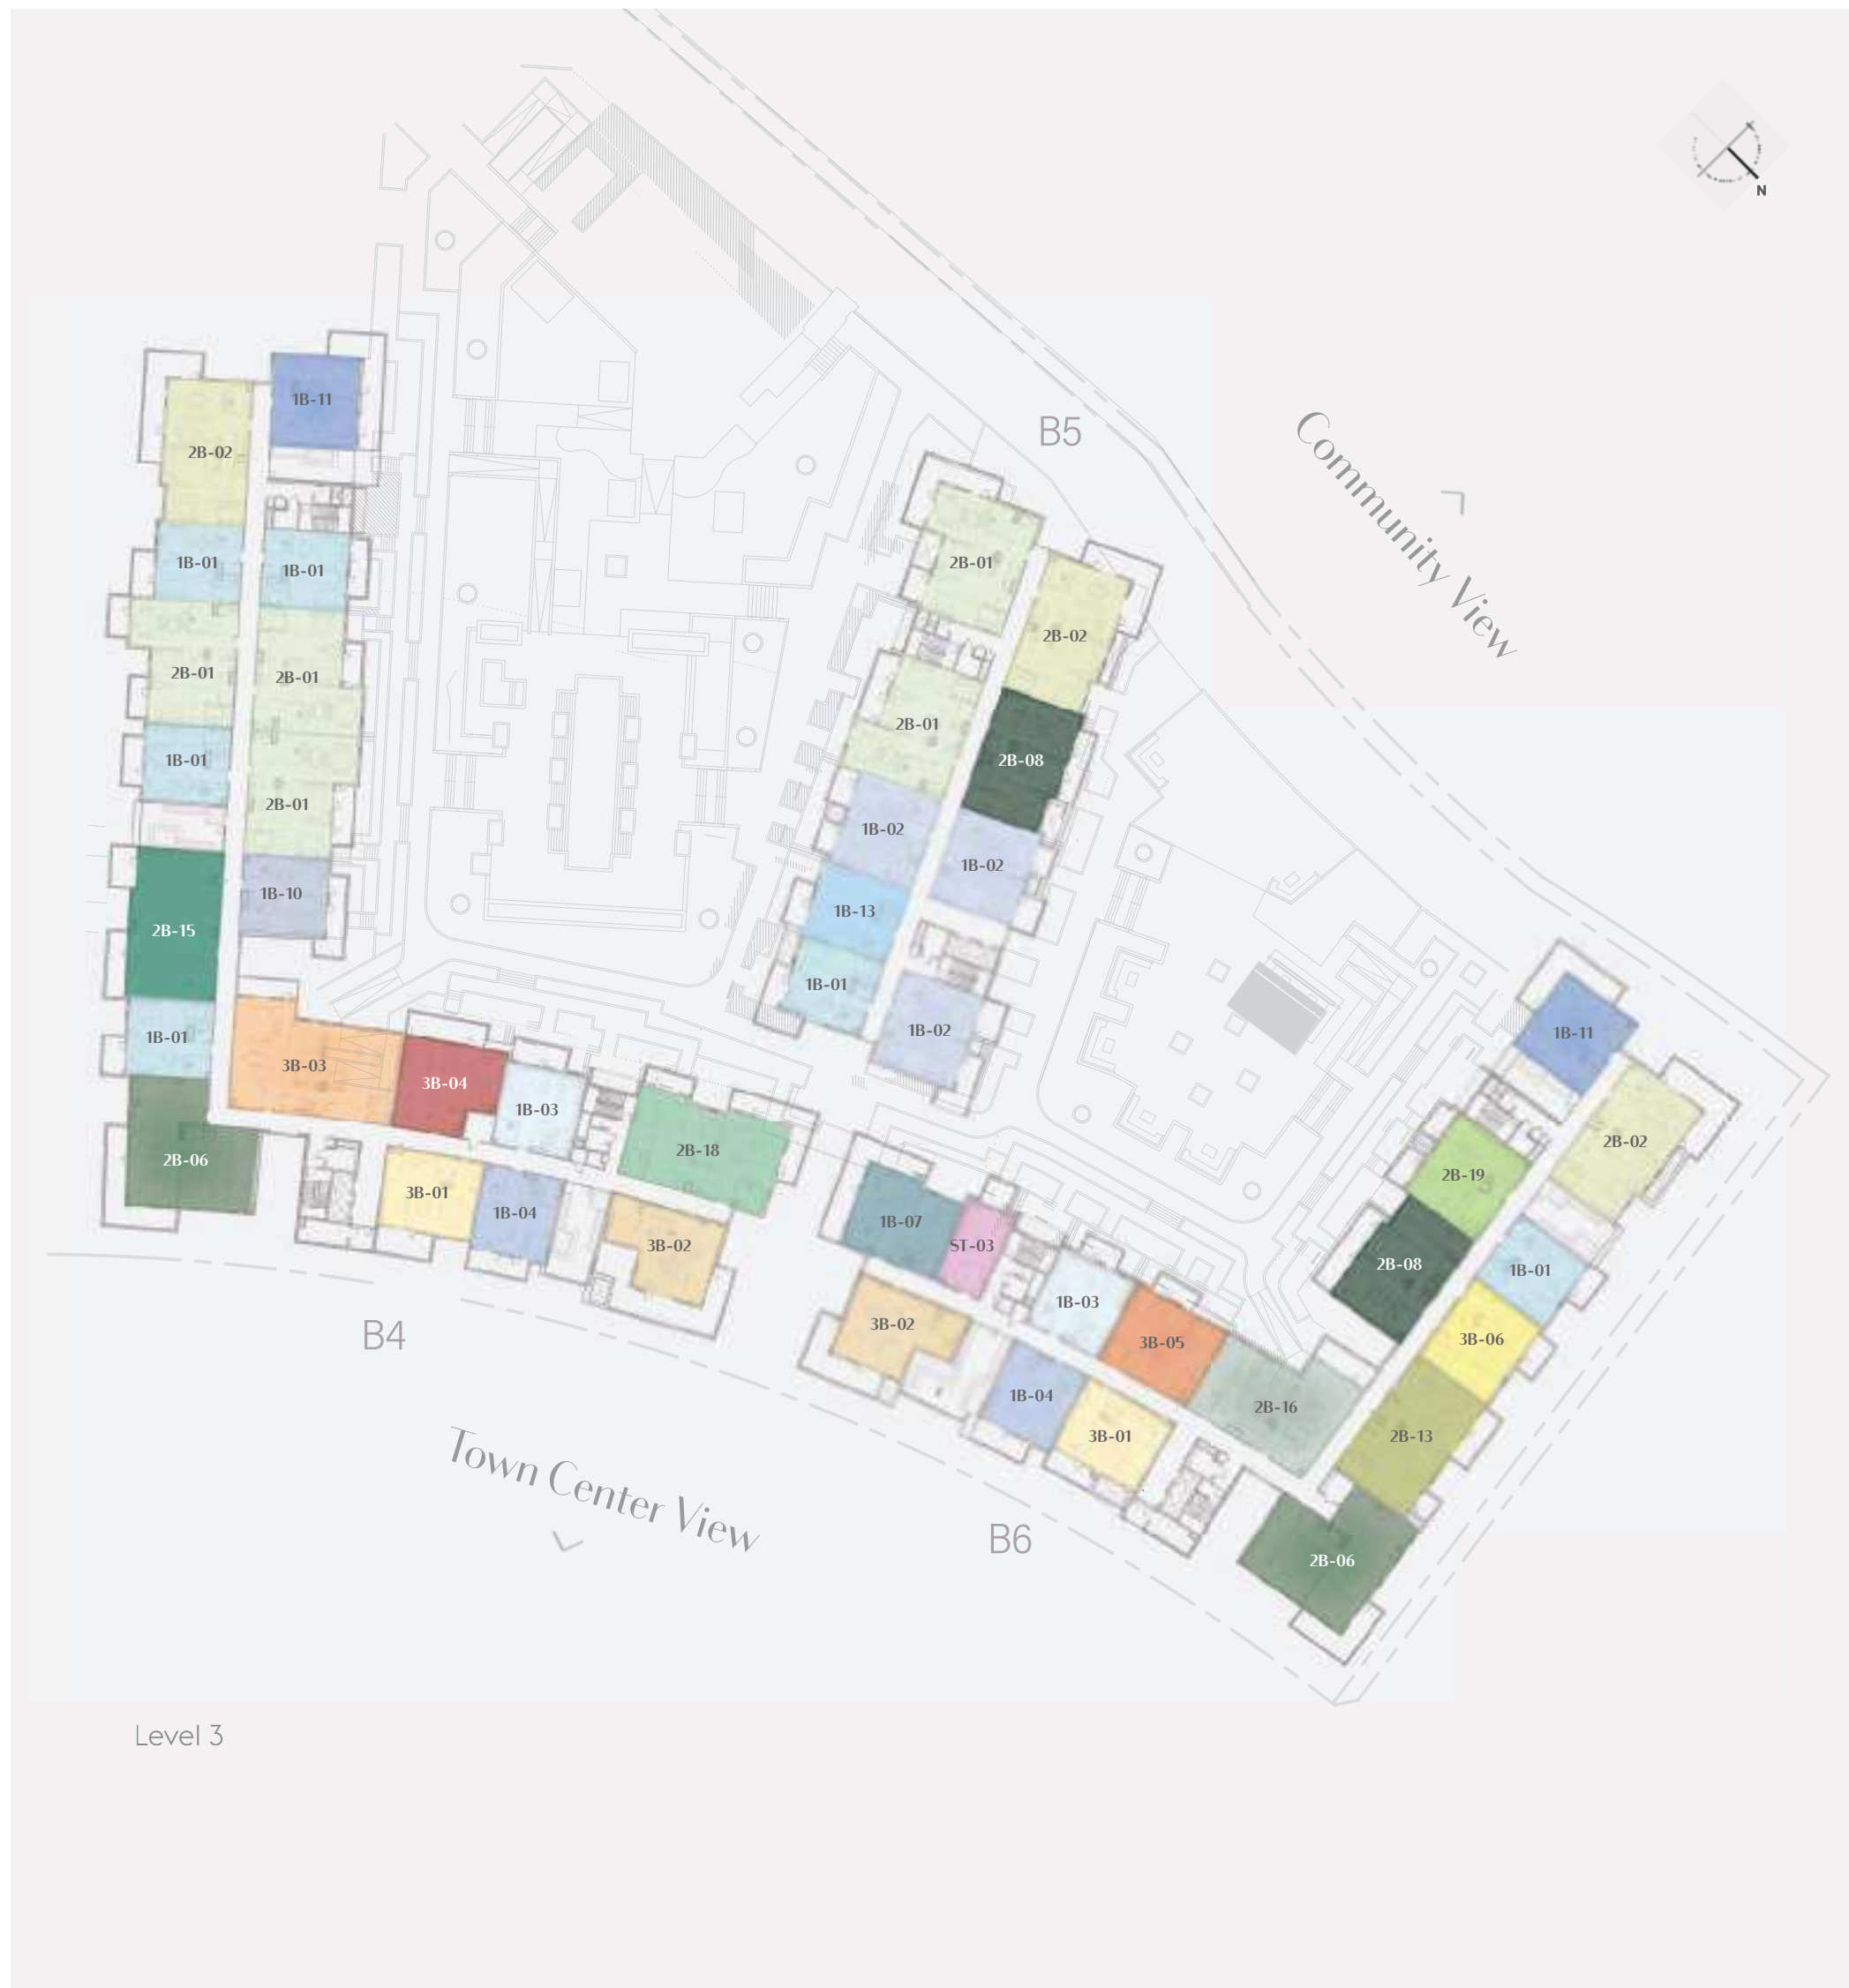 N
B5
Community View
1B-11
2B-02
1B-01
1B-01
2B-01
2B-01
1B-01
2B-01
1B-10
2B-15
1B-01
3B-03
3B-04
1B-03
2B-18
2B-06
3B-01
1B-04
3B-02
B4
2B-01
2B-02
2B-01
2B-08
1B-02
1B-02
1B-13
1B-01
1B-02
1B-11
2B-02
2B-19
2B-08
1B-01
3B-06
2B-13
1B-07
ST-03
1B-03
3B-02
3B-05
1B-04
2B-16
3B-01
2B-06
B6
Town Center View
Level 3